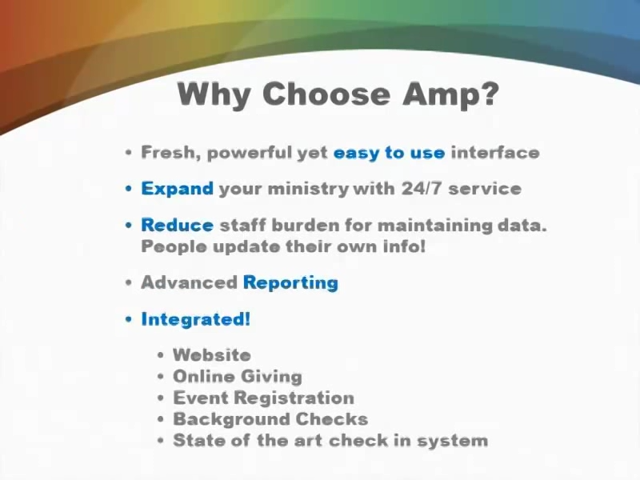 Why Choose Amp?
• Fresh, powerful yet easy to use interface
• Expand your ministry with 24/7 service
• Reduce staff burden for maintaining data.
People update their own info!
• Advanced Reporting
• Integrated!
• Website
• Online Giving
• Event Registration
• Background Checks
• State of the art check in system